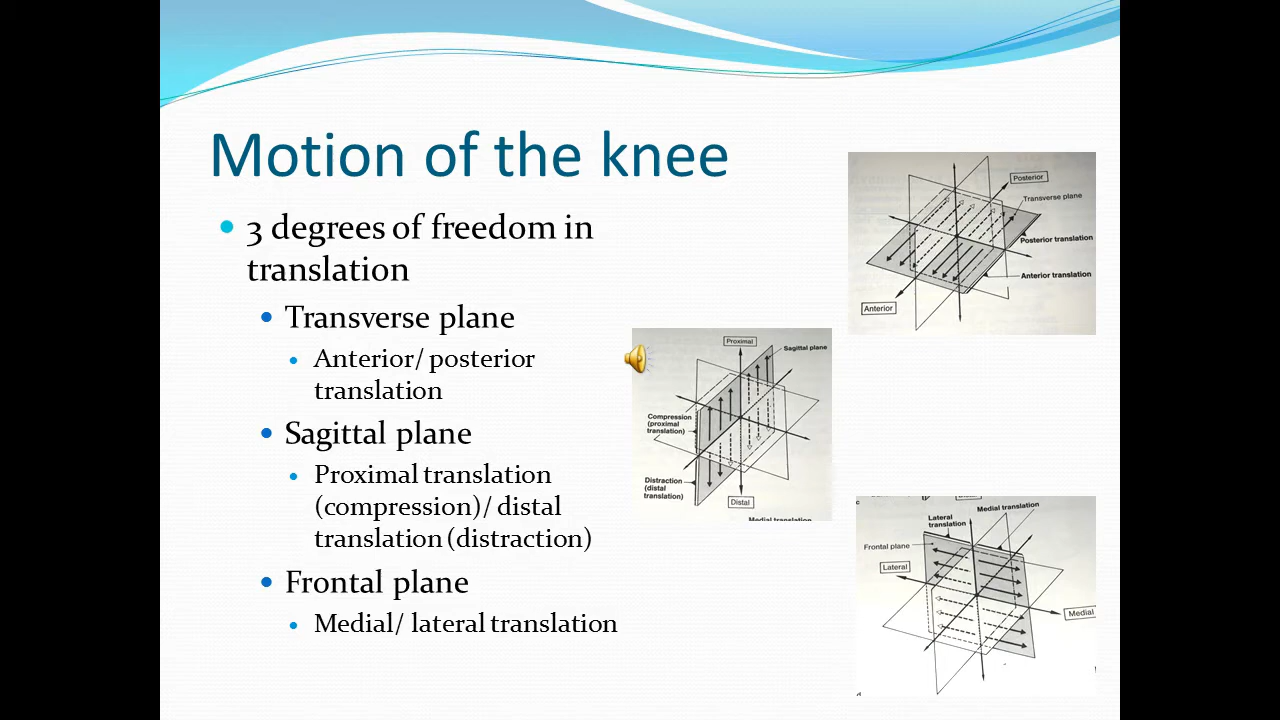 Motion of the knee
3 degrees of freedom in
translation
Transverse plane
Anterior/ posterior
translation
Sagittal plane
Proximal translation
(compression)/ distal
translation (distraction)
Frontal plane
Medial/ lateral translation
Posterior
Transverse plane
Posterior translation
Anterior translation
Anterior
Proximal
Sagittal plane
Compression
(proximal
translation)
Distraction
(distal
translation)
Distal
Medial translation
Medial translation
Lateral
translation
Frontal plane
Lateral
Medial